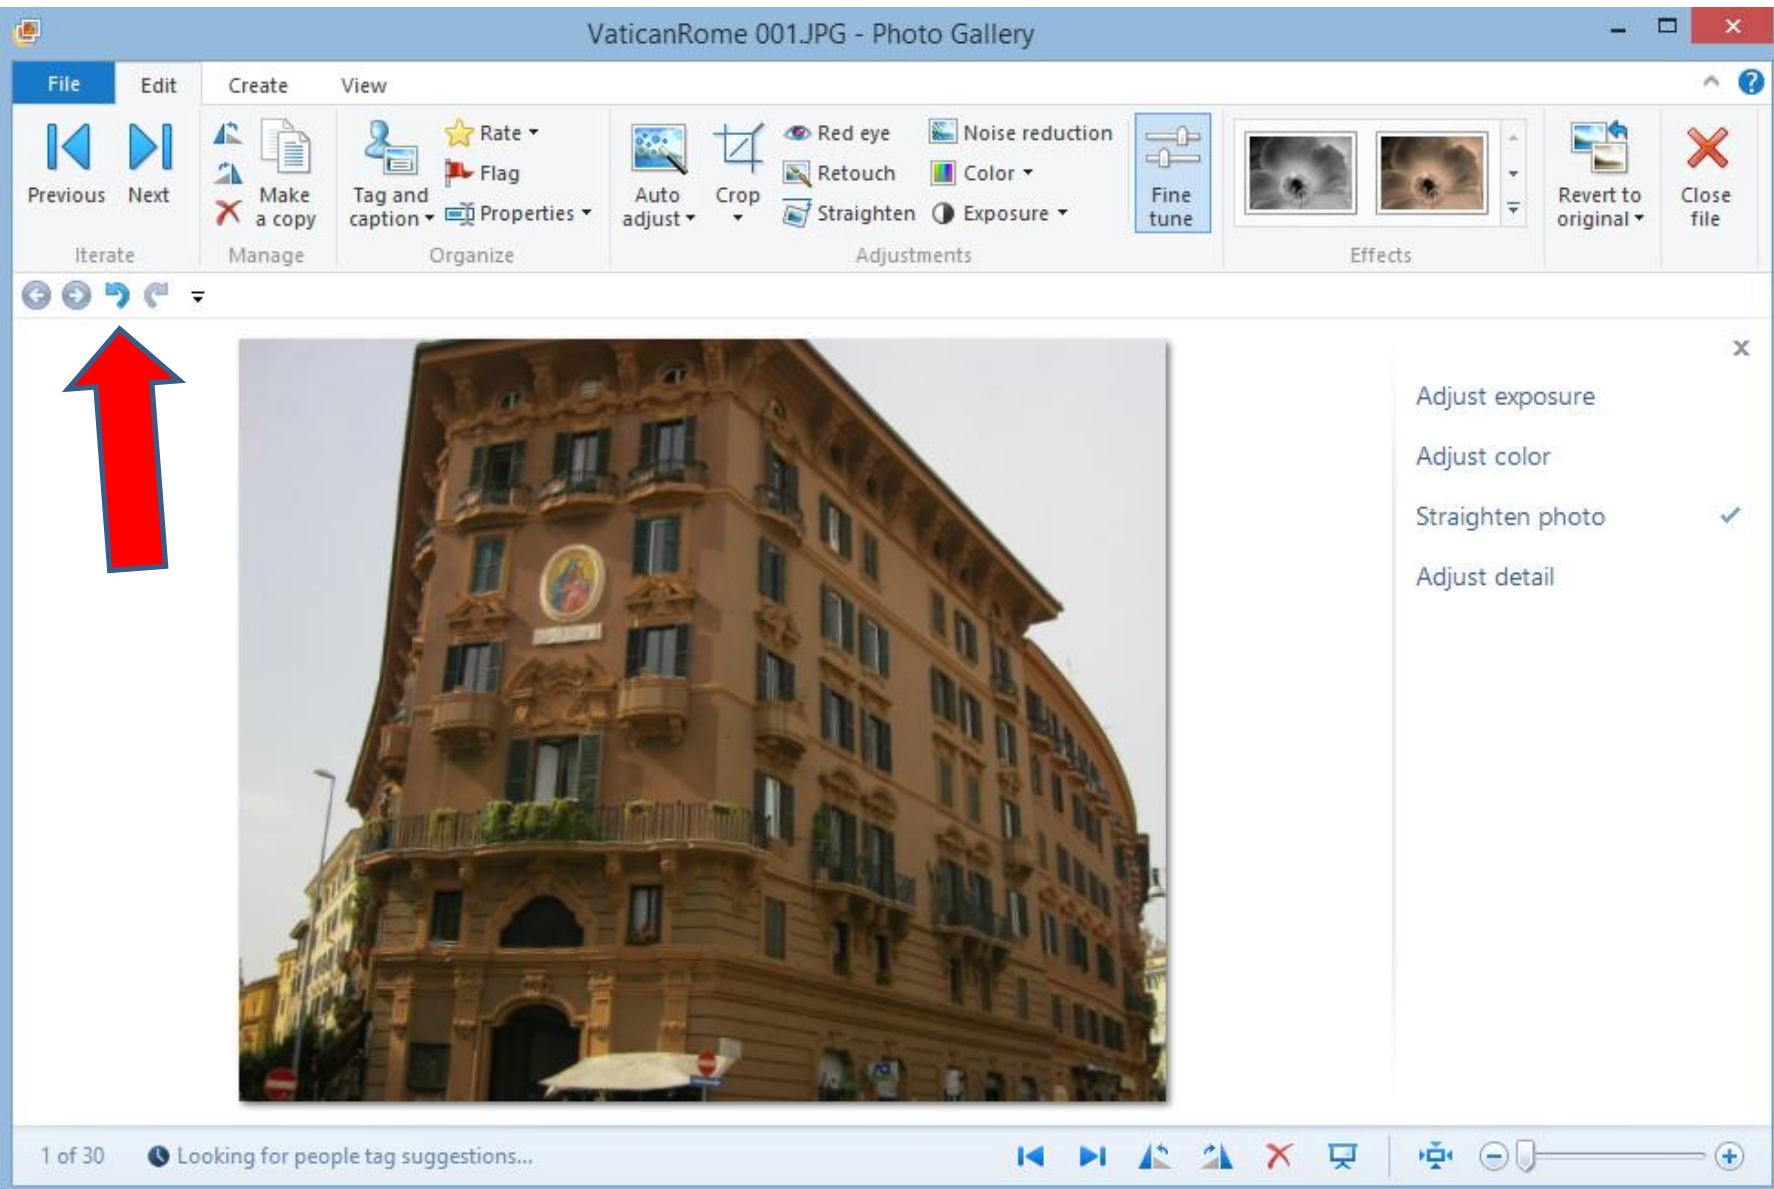 VaticanRome 001.JPG - Photo Gallery
File Edit Create View
Previous
Next
Make
a copy
Tag and
caption
Rate
Flag
Properties
Auto
adjust
Crop
Red eye
Retouch
Straighten
Noise reduction
Color
Exposure
Fine
tune
Revert to
original
Close
file
Iterate
Manage
Organize
Adjustments
Effects
Adjust exposure
Adjust color
Straighten photo
Adjust detail
1 of 30
Looking for people tag suggestions...